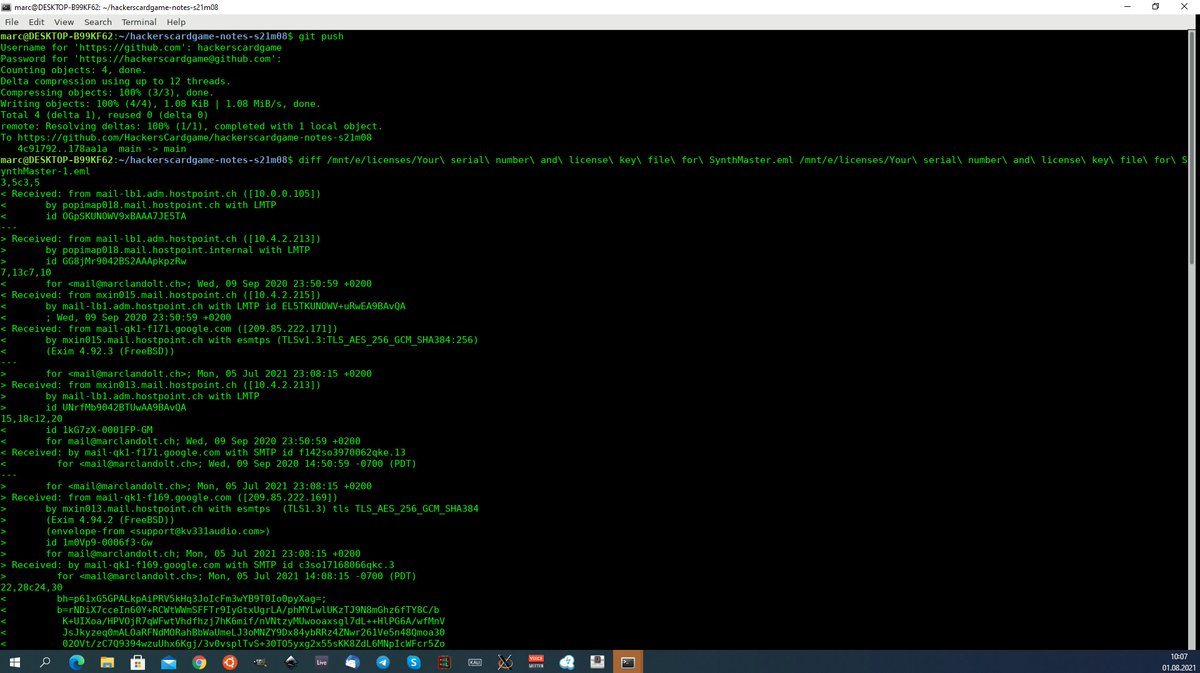 marc@DESKTOP-B99KF62: ~/hackerscardgame-notes-s21m08
File Edit View Search Terminal Help
marc@DESKTOP-B99KF62:~/hackerscardgame-notes-s21m08$ git push
Username for 'https://github.com': hackerscardgame
Password for 'https://hackerscardgame@github.com':
Counting objects: 4, done.
Delta compression using up to 12 threads.
Compressing objects: 100% (3/3), done.
Writing objects: 100% (4/4), 1.08 KiB | 1.08 MiB/s, done.
Total 4 (delta 1), reused 0 (delta 0)
remote: Resolving deltas: 100% (1/1), completed with 1 local object.
To https://github.com/HackersCardgame/hackerscardgame-notes-s21m08
   4c91792..178aa1a  main -> main
marc@DESKTOP-B99KF62:~/hackerscardgame-notes-s21m08$ diff /mnt/e/licenses/Your\ serial\ number\ and\ license\ key\ file\ for\ SynthMaster.eml /mnt/e/licenses/Your\ serial\ number\ and\ license\ key\ file\ for\ S
ynthMaster-1.eml
3,5c3,5
< Received: from mail-lb1.adm.hostpoint.ch ([10.0.0.105])
<       by popimap018.mail.hostpoint.ch with LMTP
<       id OGpSKUNOWV9xBAAA7JE5TA
---
> Received: from mail-lb1.adm.hostpoint.ch ([10.4.2.213])
>       by popimap018.mail.hostpoint.internal with LMTP
>       id GG8jMr9042BS2AAApkpzRw
7,13c7,10
<       for <mail@marclandolt.ch>; Wed, 09 Sep 2020 23:50:59 +0200
< Received: from mxin015.mail.hostpoint.ch ([10.4.2.215])
<       by mail-lb1.adm.hostpoint.ch with LMTP id EL5TKUNOWV+uRwEA9BAvQA
<       ; Wed, 09 Sep 2020 23:50:59 +0200
< Received: from mail-qk1-f171.google.com ([209.85.222.171])
<       by mxin015.mail.hostpoint.ch with esmtps (TLSv1.3:TLS_AES_256_GCM_SHA384:256)
<       (Exim 4.92.3 (FreeBSD))
---
>       for <mail@marclandolt.ch>; Mon, 05 Jul 2021 23:08:15 +0200
> Received: from mxin013.mail.hostpoint.ch ([10.4.2.213])
>       by mail-lb1.adm.hostpoint.ch with LMTP
>       id UNrfMb9042BTUwAA9BAvQA
15,18c12,20
<       id 1kG7zX-0001FP-GM
<       for mail@marclandolt.ch; Wed, 09 Sep 2020 23:50:59 +0200
< Received: by mail-qk1-f171.google.com with SMTP id f142so3970062qke.13
<         for <mail@marclandolt.ch>; Wed, 09 Sep 2020 14:50:59 -0700 (PDT)
---
>       for <mail@marclandolt.ch>; Mon, 05 Jul 2021 23:08:15 +0200
> Received: from mail-qk1-f169.google.com ([209.85.222.169])
>       by mxin013.mail.hostpoint.ch with esmtps  (TLS1.3) tls TLS_AES_256_GCM_SHA384
>       (Exim 4.94.2 (FreeBSD))
>       (envelope-from <support@kv331audio.com>)
>       id 1m0Vp9-0006f3-Gw
>       for mail@marclandolt.ch; Mon, 05 Jul 2021 23:08:15 +0200
> Received: by mail-qk1-f169.google.com with SMTP id c3so17168066qkc.3
>         for <mail@marclandolt.ch>; Mon, 05 Jul 2021 14:08:15 -0700 (PDT)
22,28c24,30
<         bh=p61xG5GPALkpAiPRV5kHq3JoIcFm3wYB9T0Io0pyXag=;
<         b=rNDiX7cceIn60Y+RCWtWWmSFFTr9IyGtxUgrLA/phMYLwlUKzTJ9N8mGhz6fTY8C/b
<          K+UIXoa/HPVOjR7qWFwtVhdfhzj7hK6mif/nVNtzyMUwooaxsgl7dL++HlPG6A/wfMnV
<          JsJkyzeq0mALOaRFNdMORahBbWaUmeLJ3oMNZY9Dx84ybRRz4ZNwr261Ve5n48Qmoa30
<          02OVt/zC7Q9394wzuUhx6Kgj/3v0vsplTvS+30TO5yxg2x55sKK8ZdL6MNpIcWFcr5Zo
Live
10:07
01.08.2021